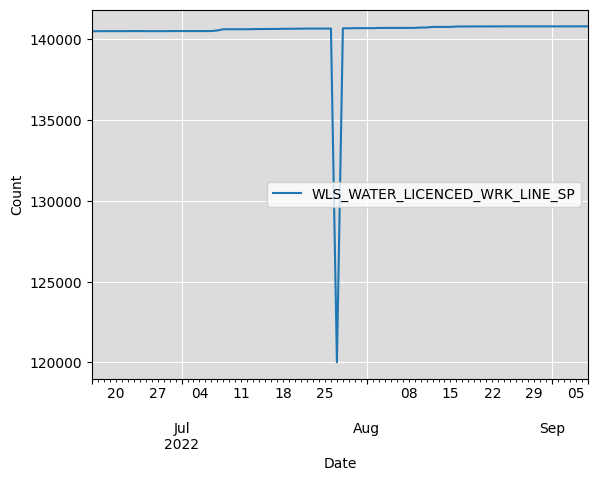 140000
135000
130000
125000
120000
Count
WLS_WATER_LICENCED_WRK_LINE_SP
20 27 04 11 18 25 08 15 22 29 05
Jul Aug Sep
2022
Date